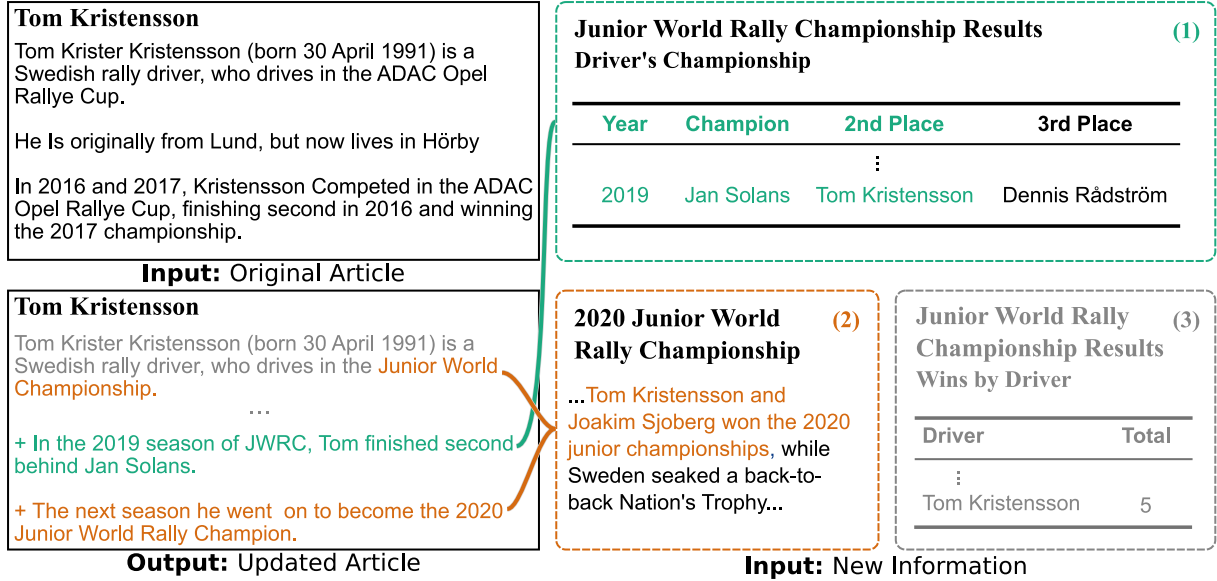 Tom Kristensson
Tom Krister Kristensson (born 30 April 1991) is a
Swedish rally driver, who drives in the ADAC Opel
Rallye Cup.
He Is originally from Lund, but now lives in Hörby
In 2016 and 2017, Kristensson Competed in the ADAC
Opel Rallye Cup, finishing second in 2016 and winning
the 2017 championship.
Input: Original Article
Tom Kristensson
Tom Krister Kristensson (born 30 April 1991) is a
Swedish rally driver, who drives in the Junior World
Championship.
...
+ In the 2019 season of JWRC, Tom finished second
behind Jan Solans.
+ The next season he went on to become the 2020
Junior World Rally Champion.
Output: Updated Article
Junior World Rally Championship Results (1)
Driver's Championship
Year Champion 2nd Place 3rd Place
⋮
2019 Jan Solans Tom Kristensson Dennis Rådström
2020 Junior World (2)
Rally Championship
...Tom Kristensson and
Joakim Sjoberg won the 2020
junior championships, while
Sweden seaked a back-to-
back Nation's Trophy...
Junior World Rally (3)
Championship Results
Wins by Driver
Driver Total
⋮
Tom Kristensson 5
Input: New Information